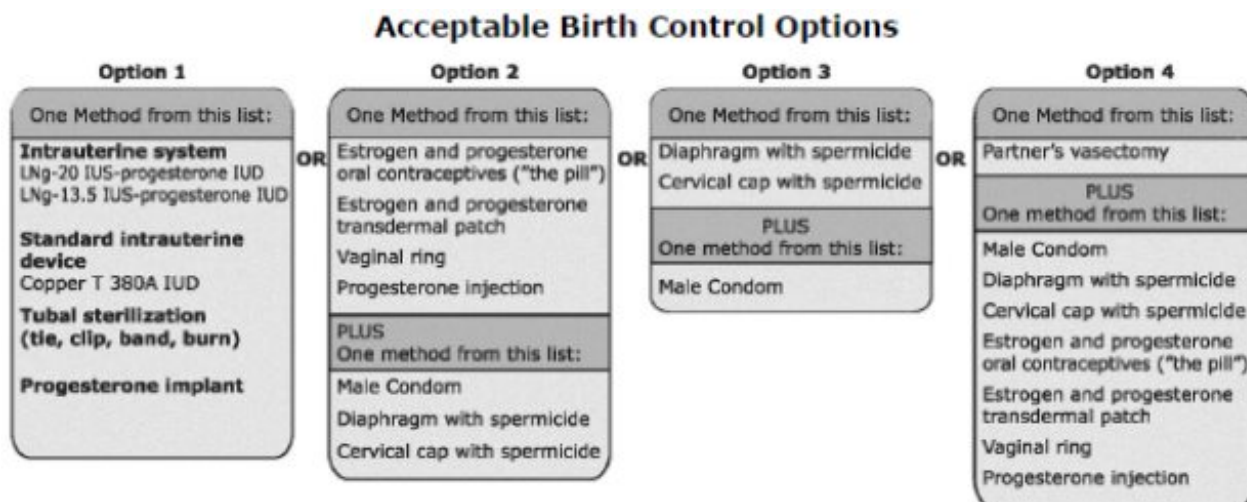 Acceptable Birth Control Options
Option 1
One Method from this list:
Intrauterine system
LNg-20 IUS-progesterone IUD
LNg-13.5 IUS-progesterone IUD
Standard intrauterine
device
Copper T 380A IUD
Tubal sterilization
(tie, clip, band, burn)
Progesterone implant
OR
Option 2
One Method from this list:
Estrogen and progesterone
oral contraceptives ("the pill")
Estrogen and progesterone
transdermal patch
Vaginal ring
Progesterone injection
PLUS
One method from this list:
Male Condom
Diaphragm with spermicide
Cervical cap with spermicide
OR
Option 3
One Method from this list:
Diaphragm with spermicide
Cervical cap with spermicide
PLUS
One method from this list:
Male Condom
OR
Option 4
One Method from this list:
Partner's vasectomy
PLUS
One method from this list:
Male Condom
Diaphragm with spermicide
Cervical cap with spermicide
Estrogen and progesterone
oral contraceptives ("the pill")
Estrogen and progesterone
transdermal patch
Vaginal ring
Progesterone injection